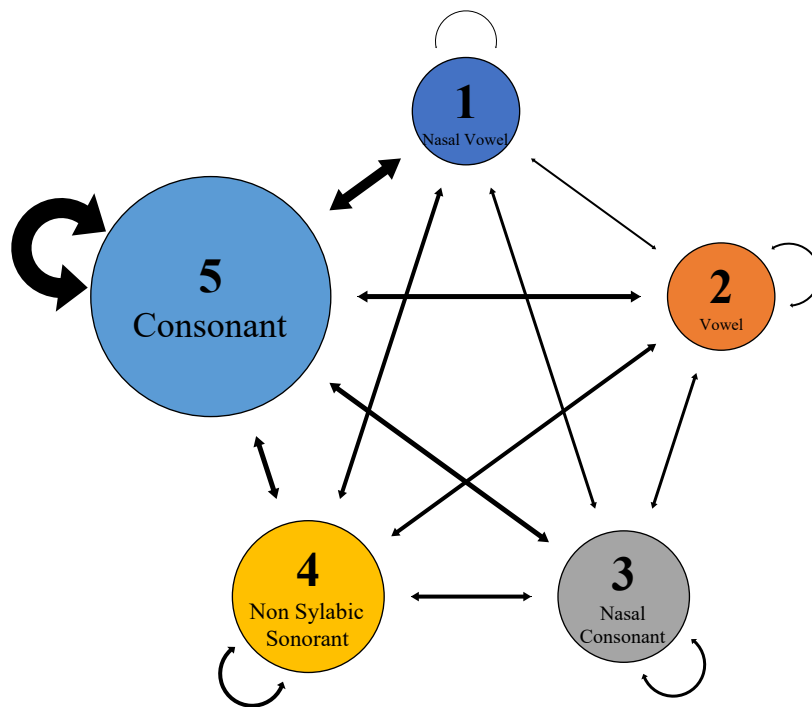 1
Nasal Vowel
2
Vowel
3
Nasal
Consonant
4
Non Sylabic
Sonorant
5
Consonant